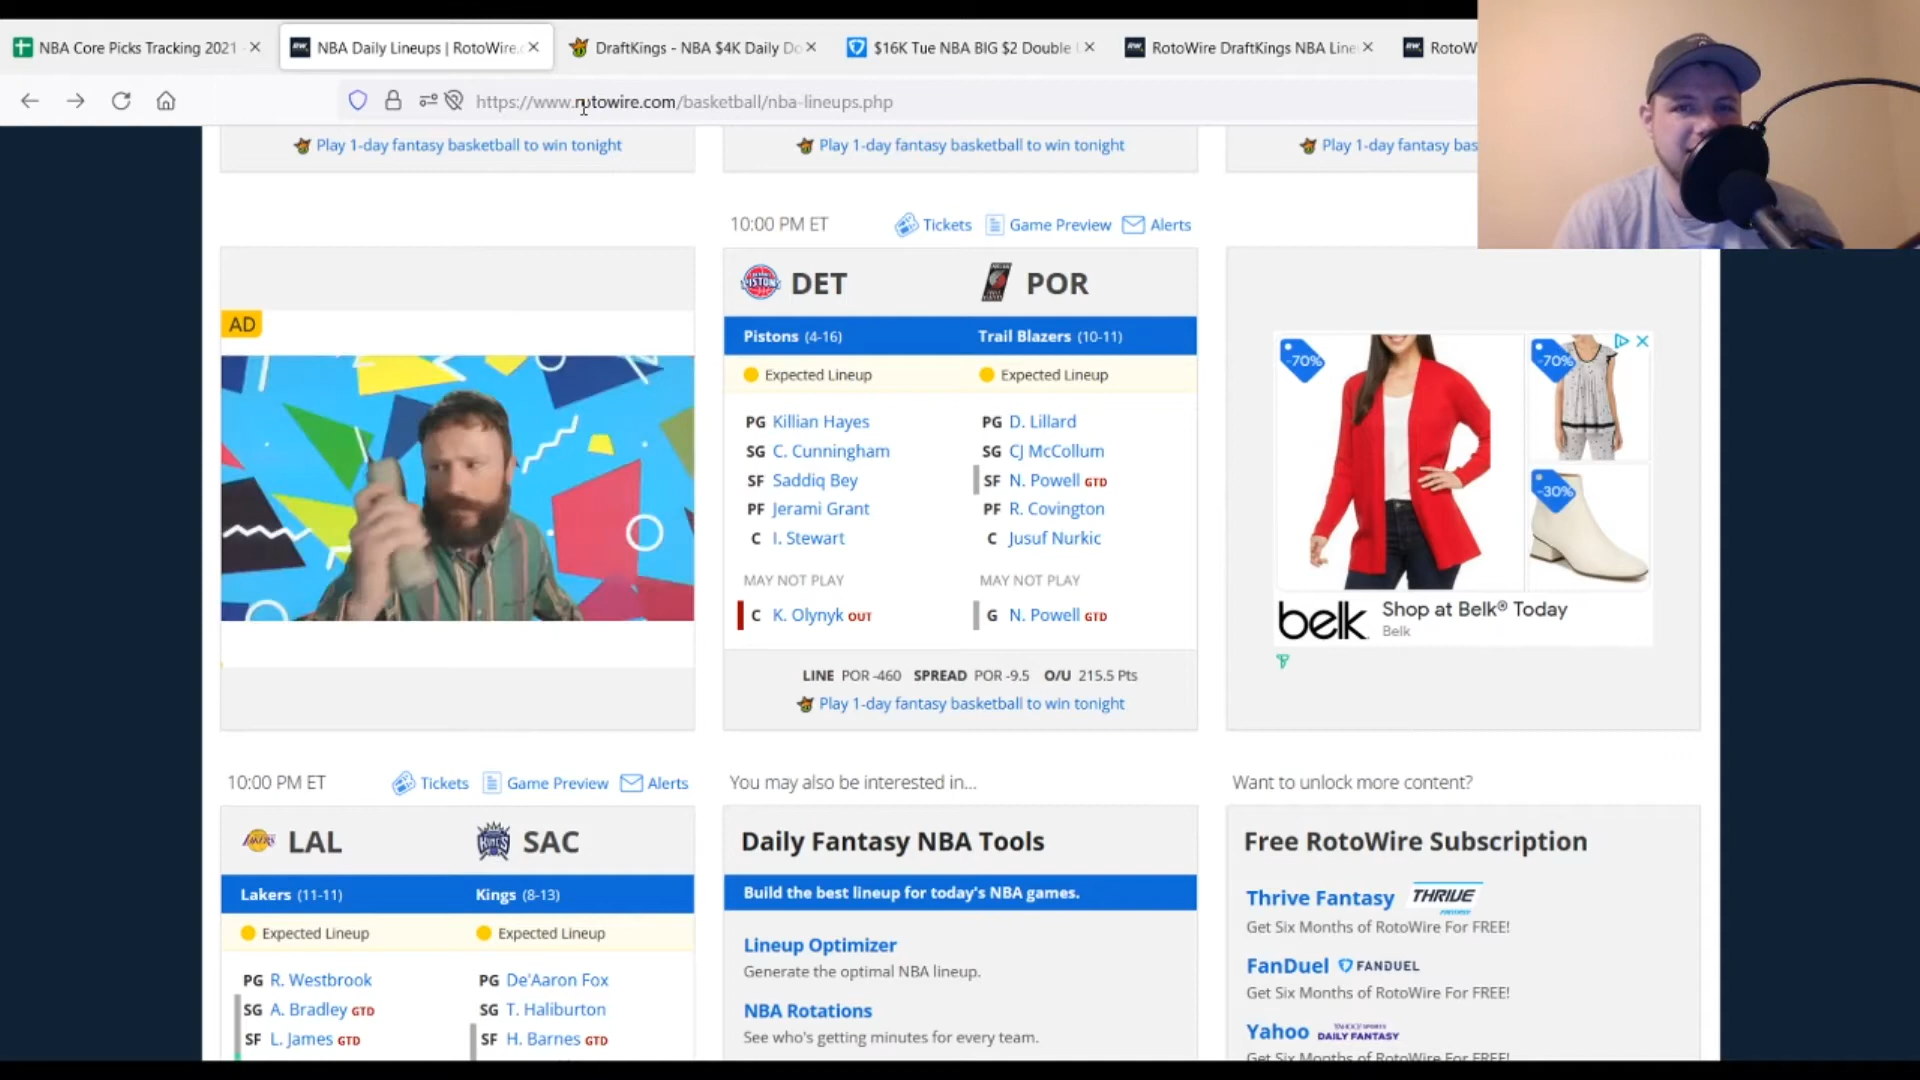 NBA Core Picks Tracking 2021
NBA Daily Lineups | RotoWire.
DraftKings - NBA $4K Daily Do
$16K Tue NBA BIG $2 Double
RotoWire DraftKings NBA Line
RotoW
https://www.rotowire.com/basketball/nba-lineups.php
Play 1-day fantasy basketball to win tonight
Play 1-day fantasy basketball to win tonight
Play 1-day fantasy bas
10:00 PM ET
Tickets
Game Preview
Alerts
AD
DET
POR
Pistons (4-16)
Trail Blazers (10-11)
Expected Lineup
Expected Lineup
PG Killian Hayes
PG D. Lillard
SG C. Cunningham
SG CJ McCollum
SF Saddiq Bey
SF N. Powell GTD
PF Jerami Grant
PF R. Covington
C I. Stewart
C Jusuf Nurkic
MAY NOT PLAY
MAY NOT PLAY
C K. Olynyk OUT
G N. Powell GTD
LINE POR -460 SPREAD POR -9.5 O/U 215.5 Pts
Play 1-day fantasy basketball to win tonight
-70%
-70%
-30%
belk
Shop at Belk® Today
Belk
10:00 PM ET
Tickets
Game Preview
Alerts
LAL
SAC
Lakers (11-11)
Kings (8-13)
Expected Lineup
Expected Lineup
PG R. Westbrook
PG De'Aaron Fox
SG A. Bradley GTD
SG T. Haliburton
SF L. James GTD
SF H. Barnes GTD
You may also be interested in...
Daily Fantasy NBA Tools
Build the best lineup for today's NBA games.
Lineup Optimizer
Generate the optimal NBA lineup.
NBA Rotations
See who's getting minutes for every team.
Want to unlock more content?
Free RotoWire Subscription
Thrive Fantasy
THRIVE
Get Six Months of RotoWire For FREE!
FanDuel
FANDUEL
Get Six Months of RotoWire For FREE!
Yahoo
YAHOO! SPORTS
DAILY FANTASY
Get Six Months of RotoWire For FREE!